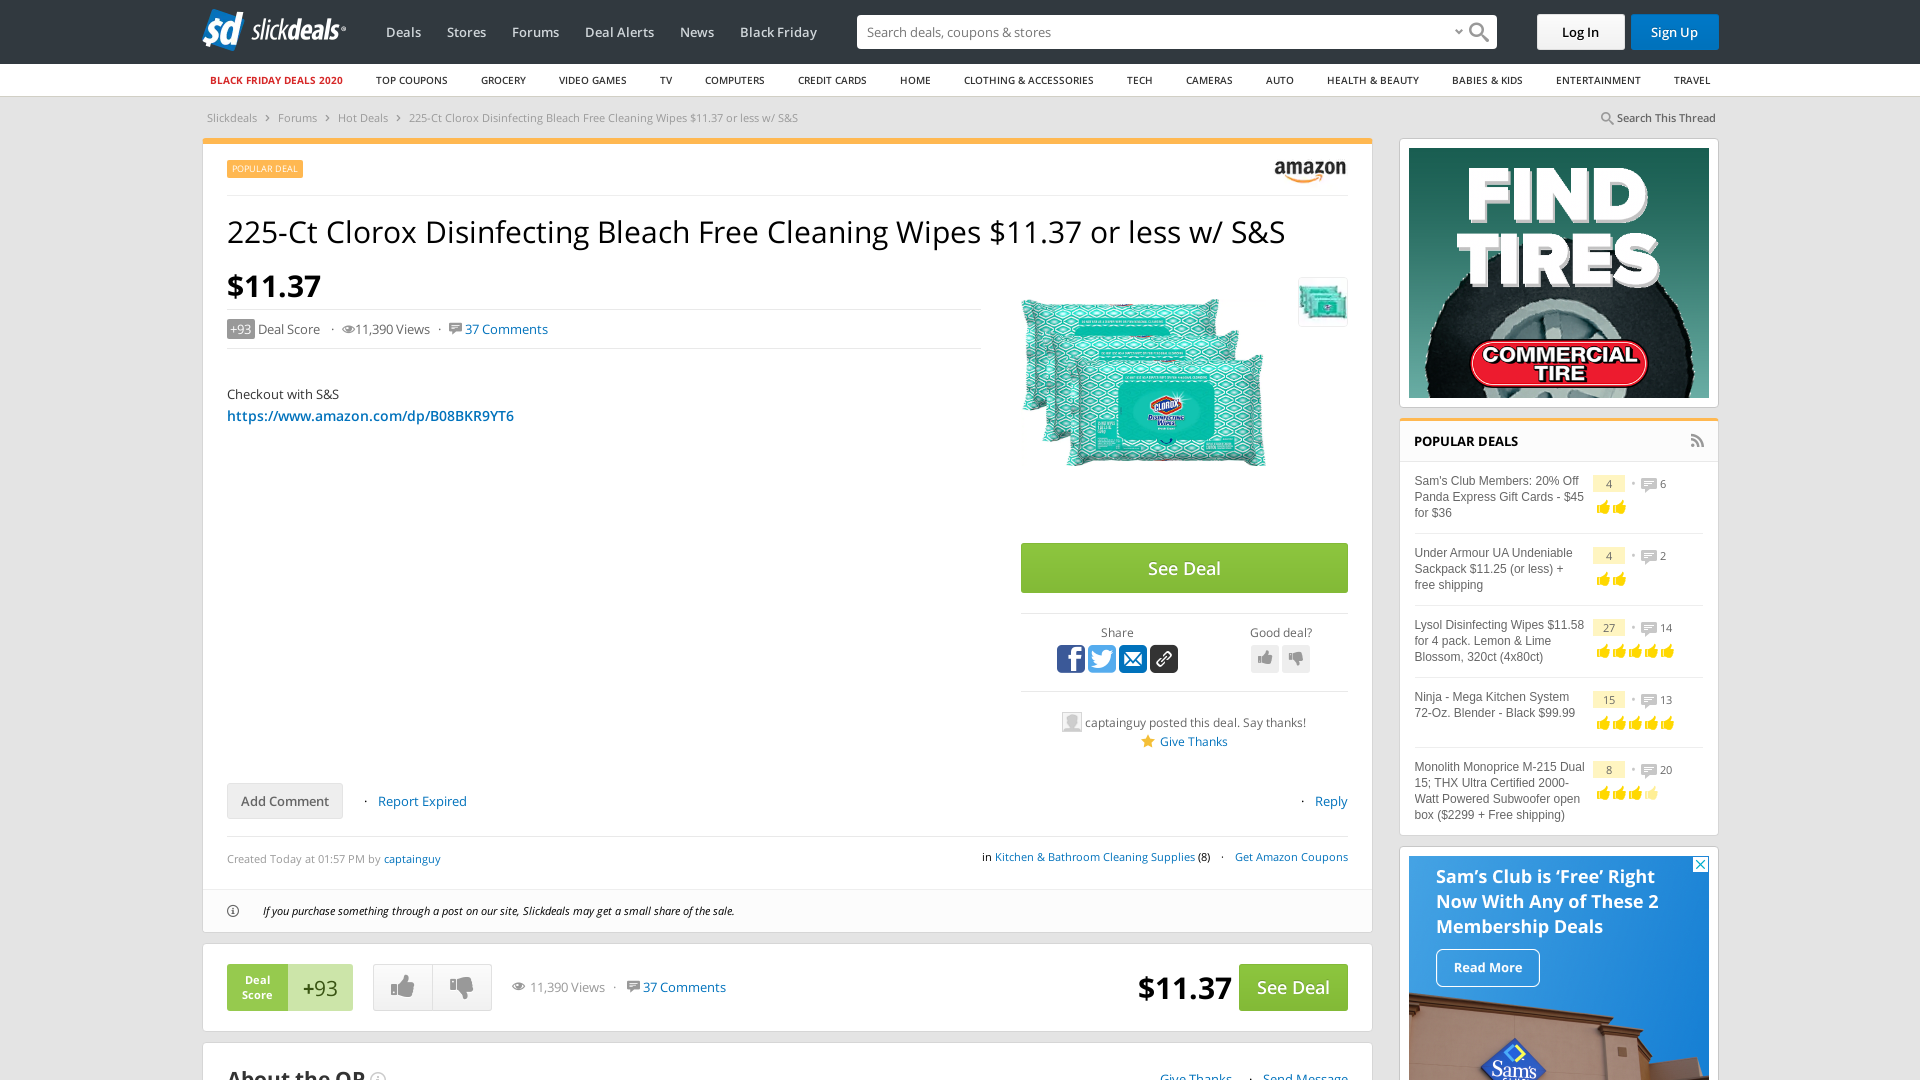 sd slickdeals
Deals Stores Forums Deal Alerts News Black Friday Search deals, coupons & stores Log In Sign Up
BLACK FRIDAY DEALS 2020 TOP COUPONS GROCERY VIDEO GAMES TV COMPUTERS CREDIT CARDS HOME CLOTHING & ACCESSORIES TECH CAMERAS AUTO HEALTH & BEAUTY BABIES & KIDS ENTERTAINMENT TRAVEL
Slickdeals > Forums > Hot Deals > 225-Ct Clorox Disinfecting Bleach Free Cleaning Wipes $11.37 or less w/ S&S
Search This Thread
POPULAR DEAL
amazon
225-Ct Clorox Disinfecting Bleach Free Cleaning Wipes $11.37 or less w/ S&S
$11.37
+93 Deal Score · 11,390 Views · 37 Comments
Checkout with S&S
https://www.amazon.com/dp/B08BKR9YT6
CLOROX
DISINFECTING
WIPES
See Deal
Share
Good deal?
captainguy posted this deal. Say thanks!
Give Thanks
Add Comment · Report Expired
· Reply
Created Today at 01:57 PM by captainguy
in Kitchen & Bathroom Cleaning Supplies (8) · Get Amazon Coupons
If you purchase something through a post on our site, Slickdeals may get a small share of the sale.
Deal
Score
+93
11,390 Views · 37 Comments
$11.37
See Deal
About the OP
Give Thanks · Send Message
FIND
TIRES
COMMERCIAL
TIRE
POPULAR DEALS
Sam's Club Members: 20% Off
Panda Express Gift Cards - $45
for $36
4 · 6
Under Armour UA Undeniable
Sackpack $11.25 (or less) +
free shipping
4 · 2
Lysol Disinfecting Wipes $11.58
for 4 pack. Lemon & Lime
Blossom, 320ct (4x80ct)
27 · 14
Ninja - Mega Kitchen System
72-Oz. Blender - Black $99.99
15 · 13
Monolith Monoprice M-215 Dual
15; THX Ultra Certified 2000-
Watt Powered Subwoofer open
box ($2299 + Free shipping)
8 · 20
Sam's Club is 'Free' Right
Now With Any of These 2
Membership Deals
Read More
Sam's